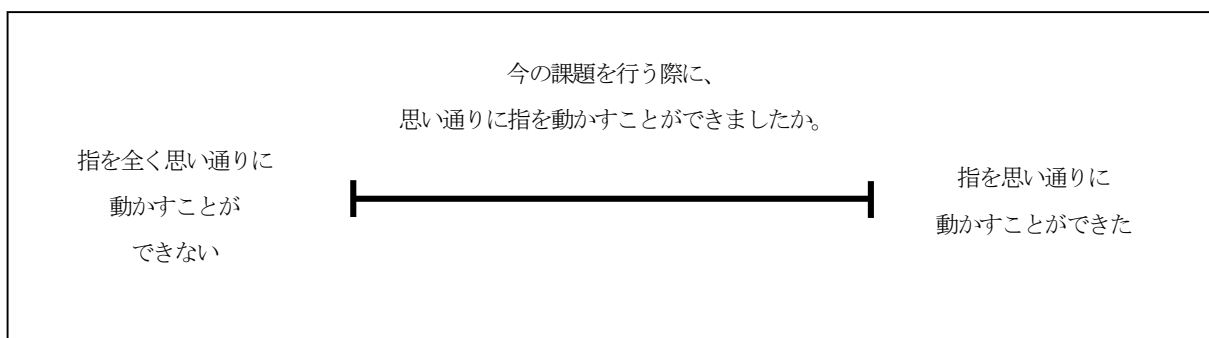 今の課題を行う際に、
思い通りに指を動かすことができましたか。
指を全く思い通りに
動かすことが
できない
指を思い通りに
動かすことができた